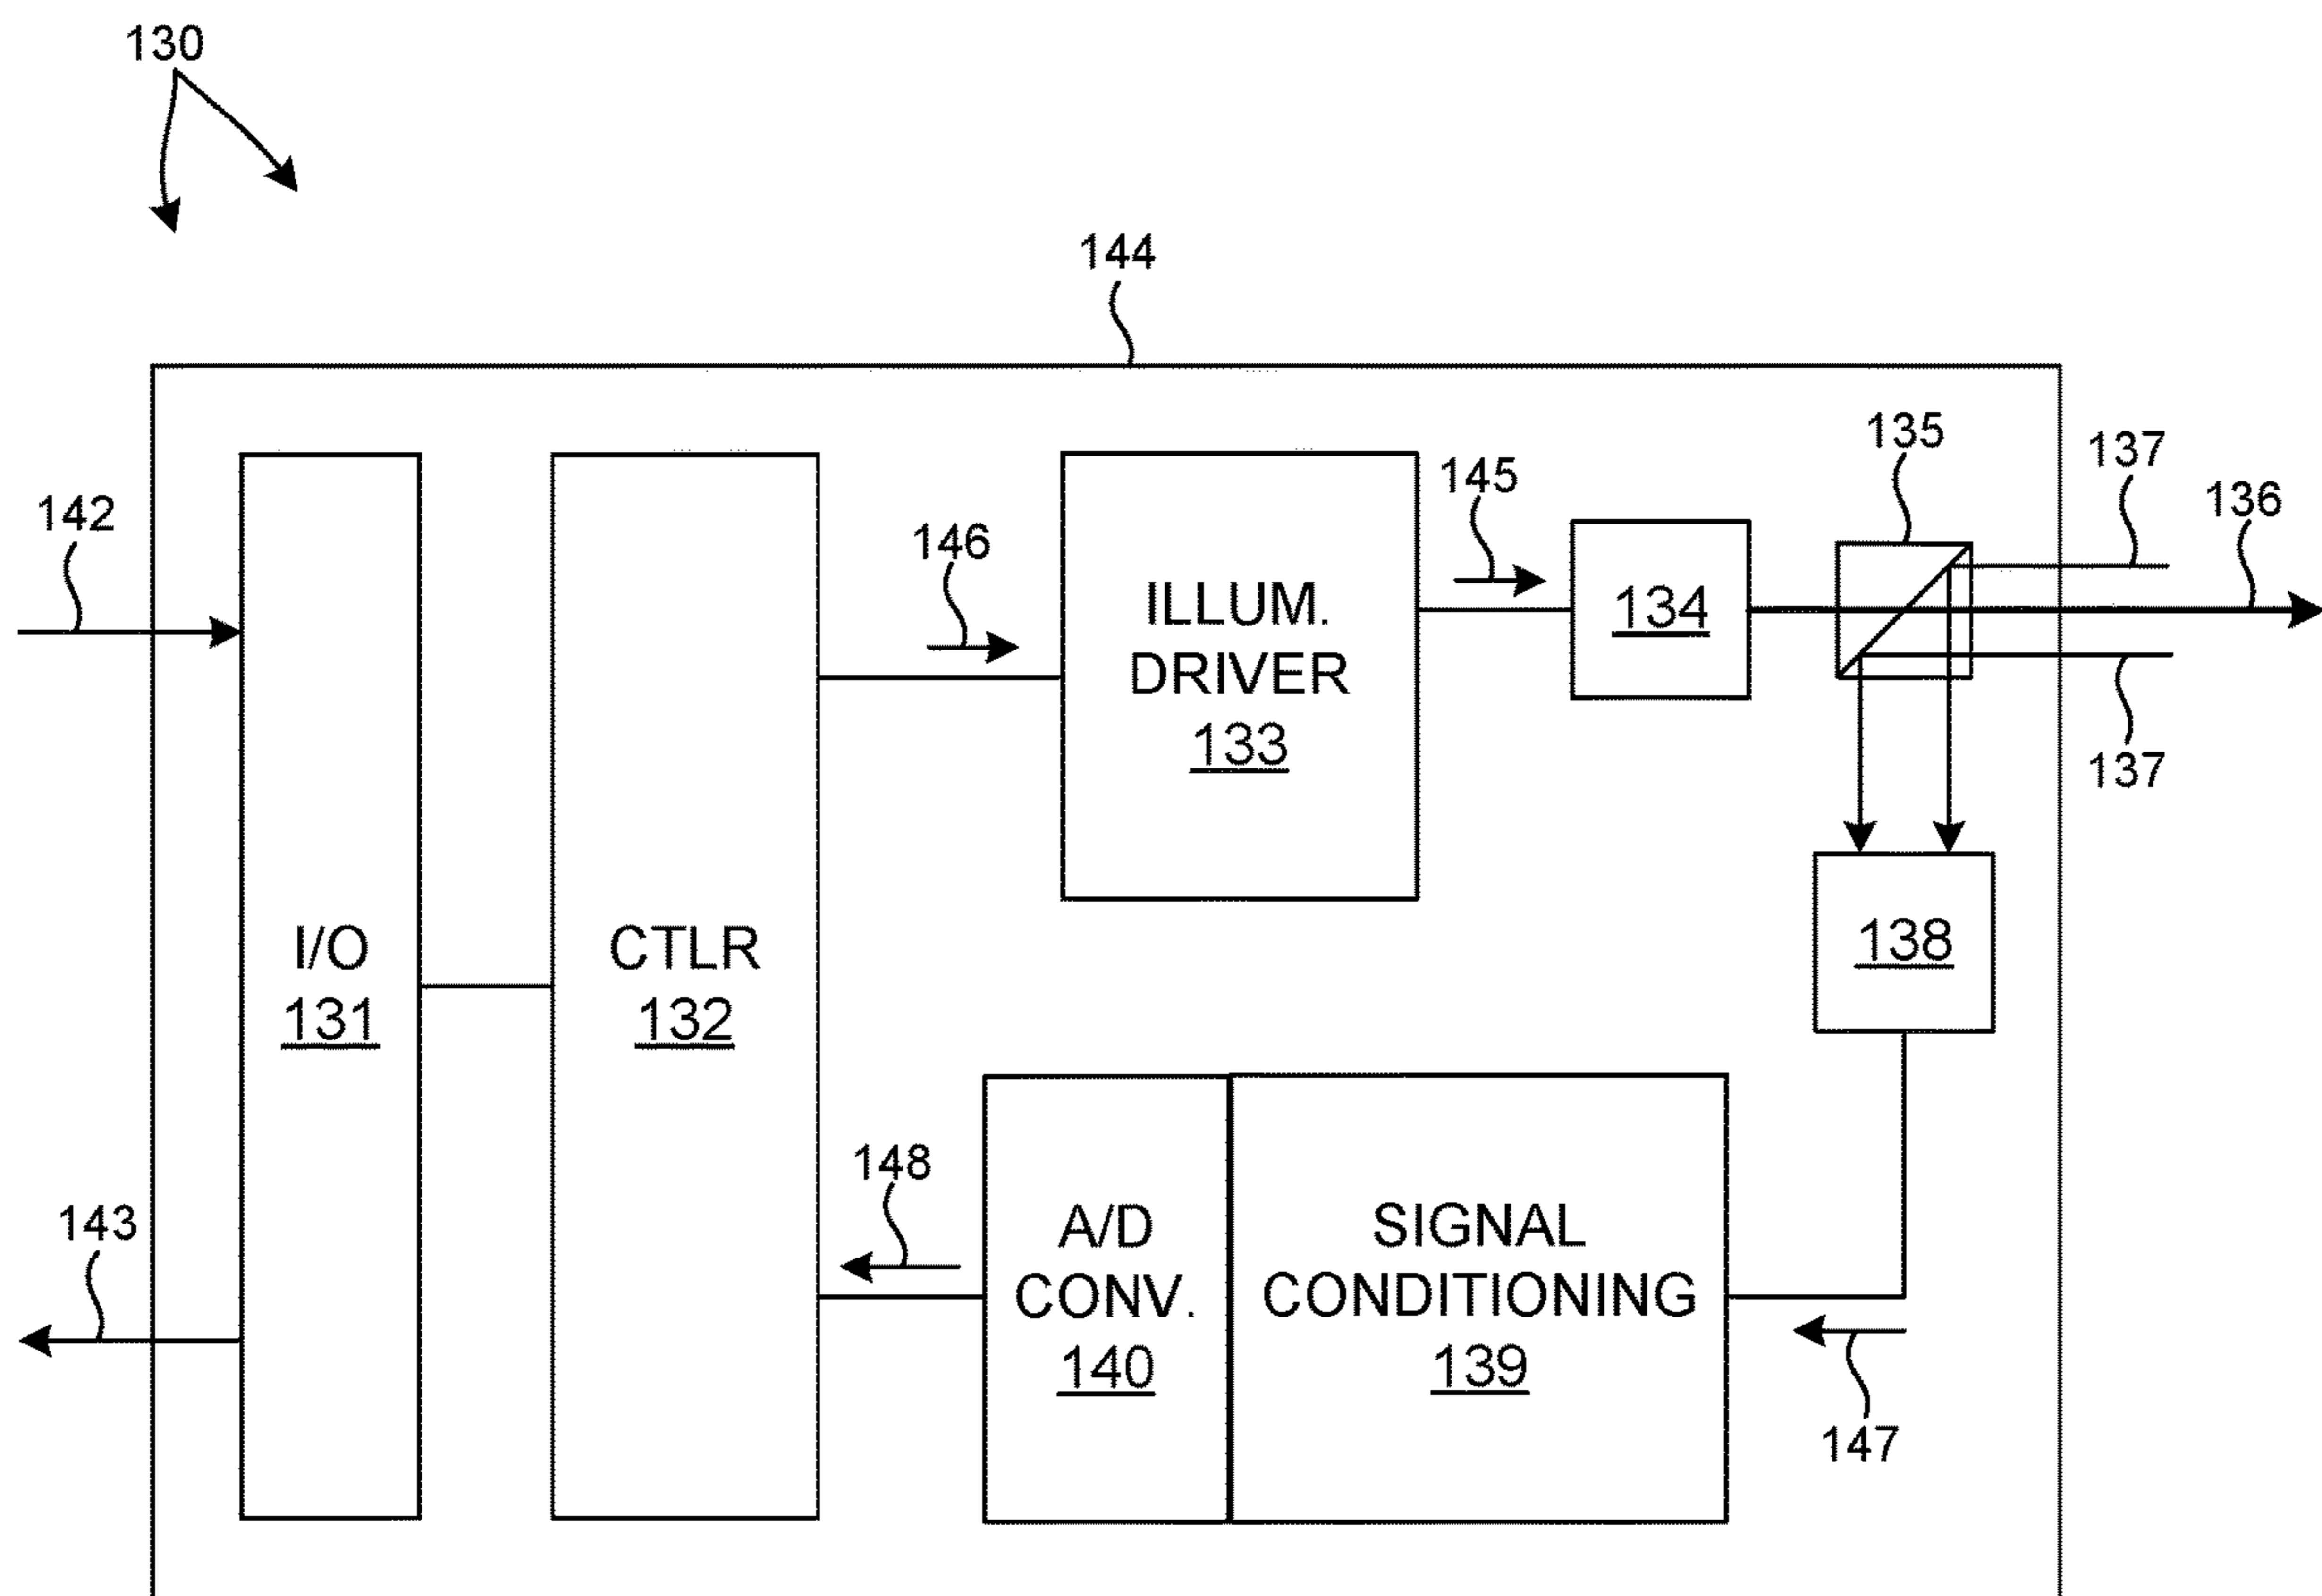 130
144
135
137
142
145
136
146
ILLUM.
DRIVER
133
134
137
I/O
131
CTLR
132
138
148
143
A/D
CONV.
140
SIGNAL
CONDITIONING
139
147